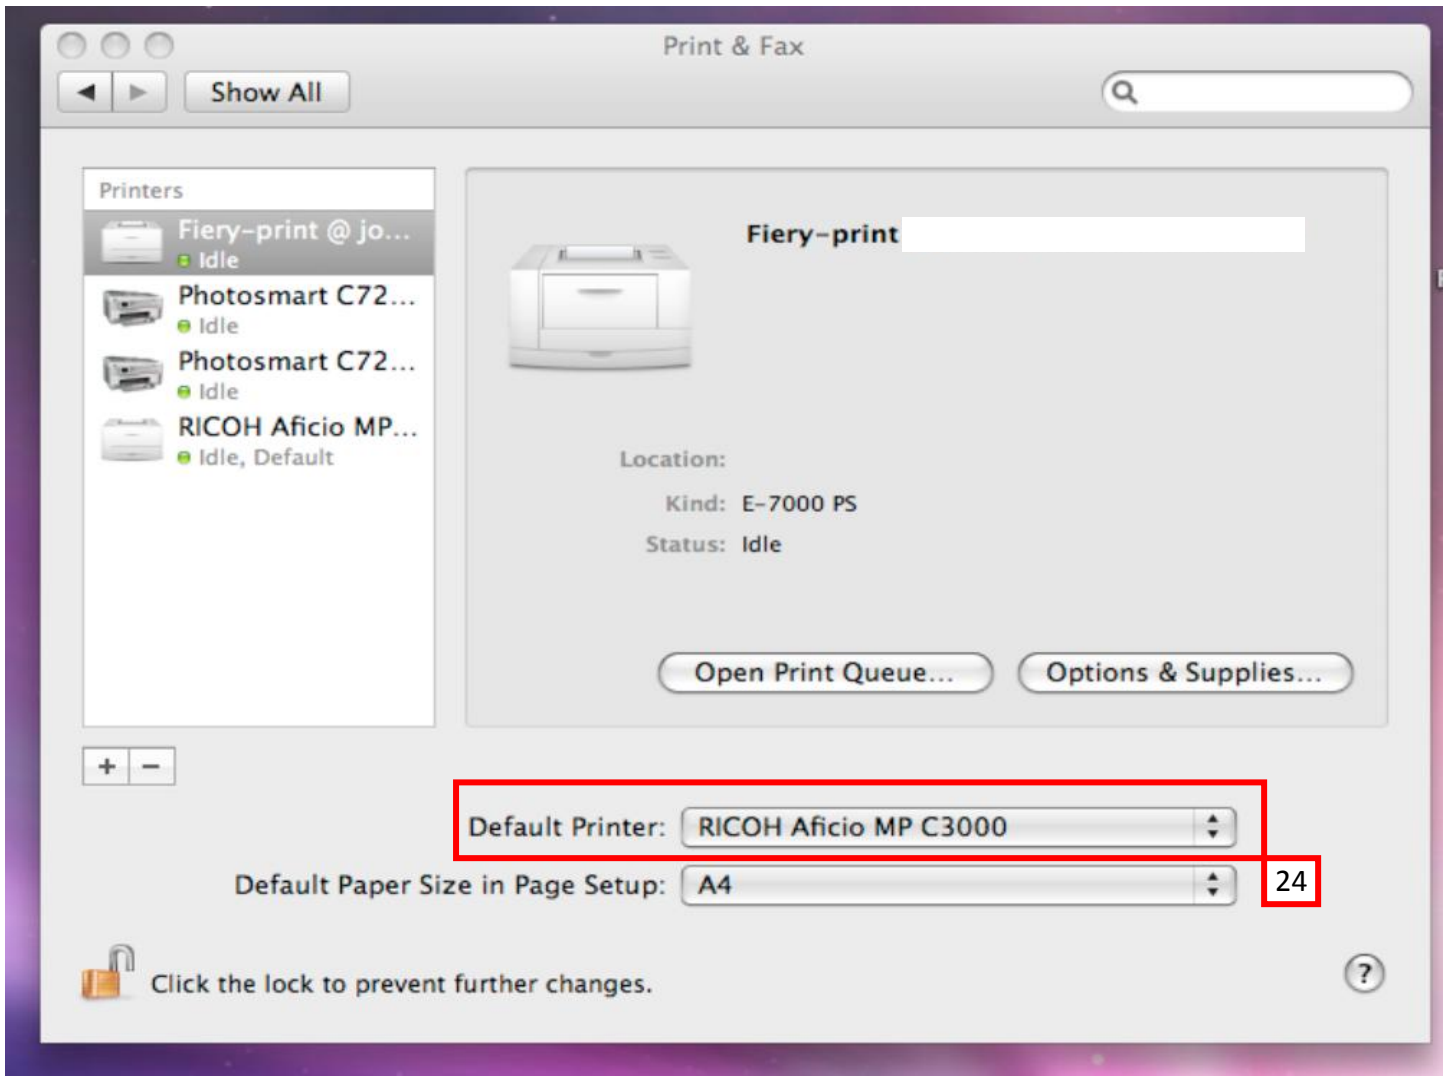 Print & Fax
Show All
Printers
Fiery-print @ jo...
Idle
Photosmart C72...
Idle
Photosmart C72...
Idle
RICOH Aficio MP...
Idle, Default
Fiery-print
Location:
Kind: E-7000 PS
Status: Idle
Open Print Queue...
Options & Supplies...
+ −
Default Printer: RICOH Aficio MP C3000
Default Paper Size in Page Setup: A4
24
Click the lock to prevent further changes.
?